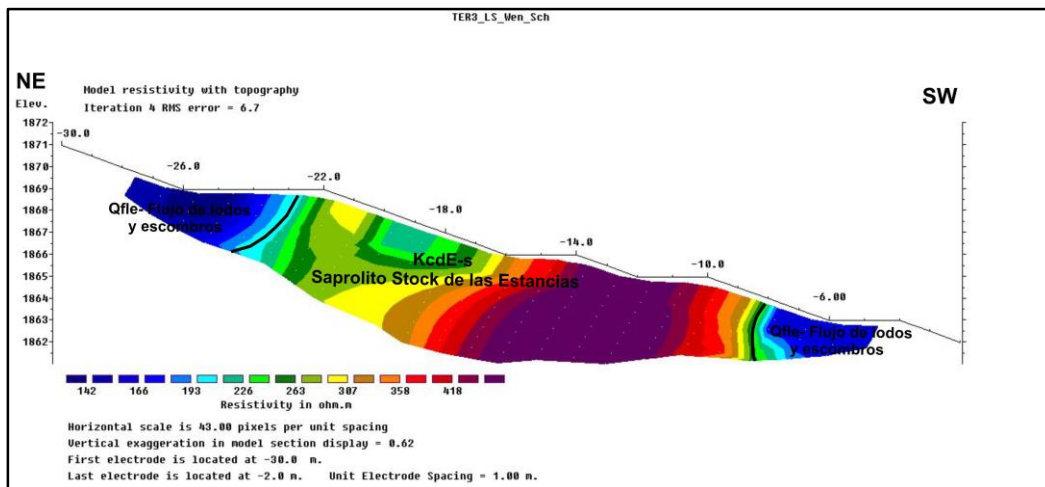 TER3_LS_Wen_Sch
NE
SW
Model resistivity with topography
Iteration 4 RMS error = 6.7
Elev.
1872
1871
1870
1869
1868
1867
1866
1865
1864
1863
1862
-30.0
-26.0
-22.0
-18.0
-14.0
-10.0
-6.00
Qfle- Flujo de lodos
y escombros
KcdE-s
Saprolito Stock de las Estancias
Qfle- Flujo de lodos
y escombros
142 166 193 226 263 307 358 418
Resistivity in ohm.m
Horizontal scale is 43.00 pixels per unit spacing
Vertical exaggeration in model section display = 0.62
First electrode is located at -30.0 m.
Last electrode is located at -2.0 m. Unit Electrode Spacing = 1.00 m.